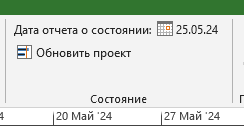 Дата отчета о состоянии: 25.05.24
Обновить проект
Состояние
20 Май '24 27 Май '24